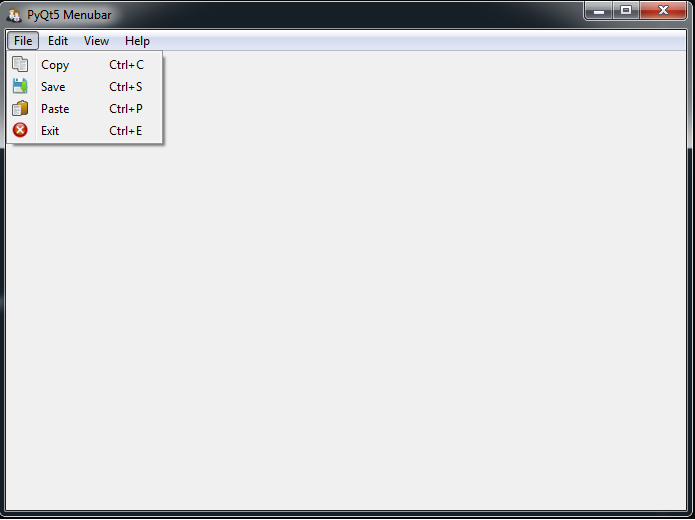 PyQt5 Menubar
File Edit View Help
Copy Ctrl+C
Save Ctrl+S
Paste Ctrl+P
Exit Ctrl+E